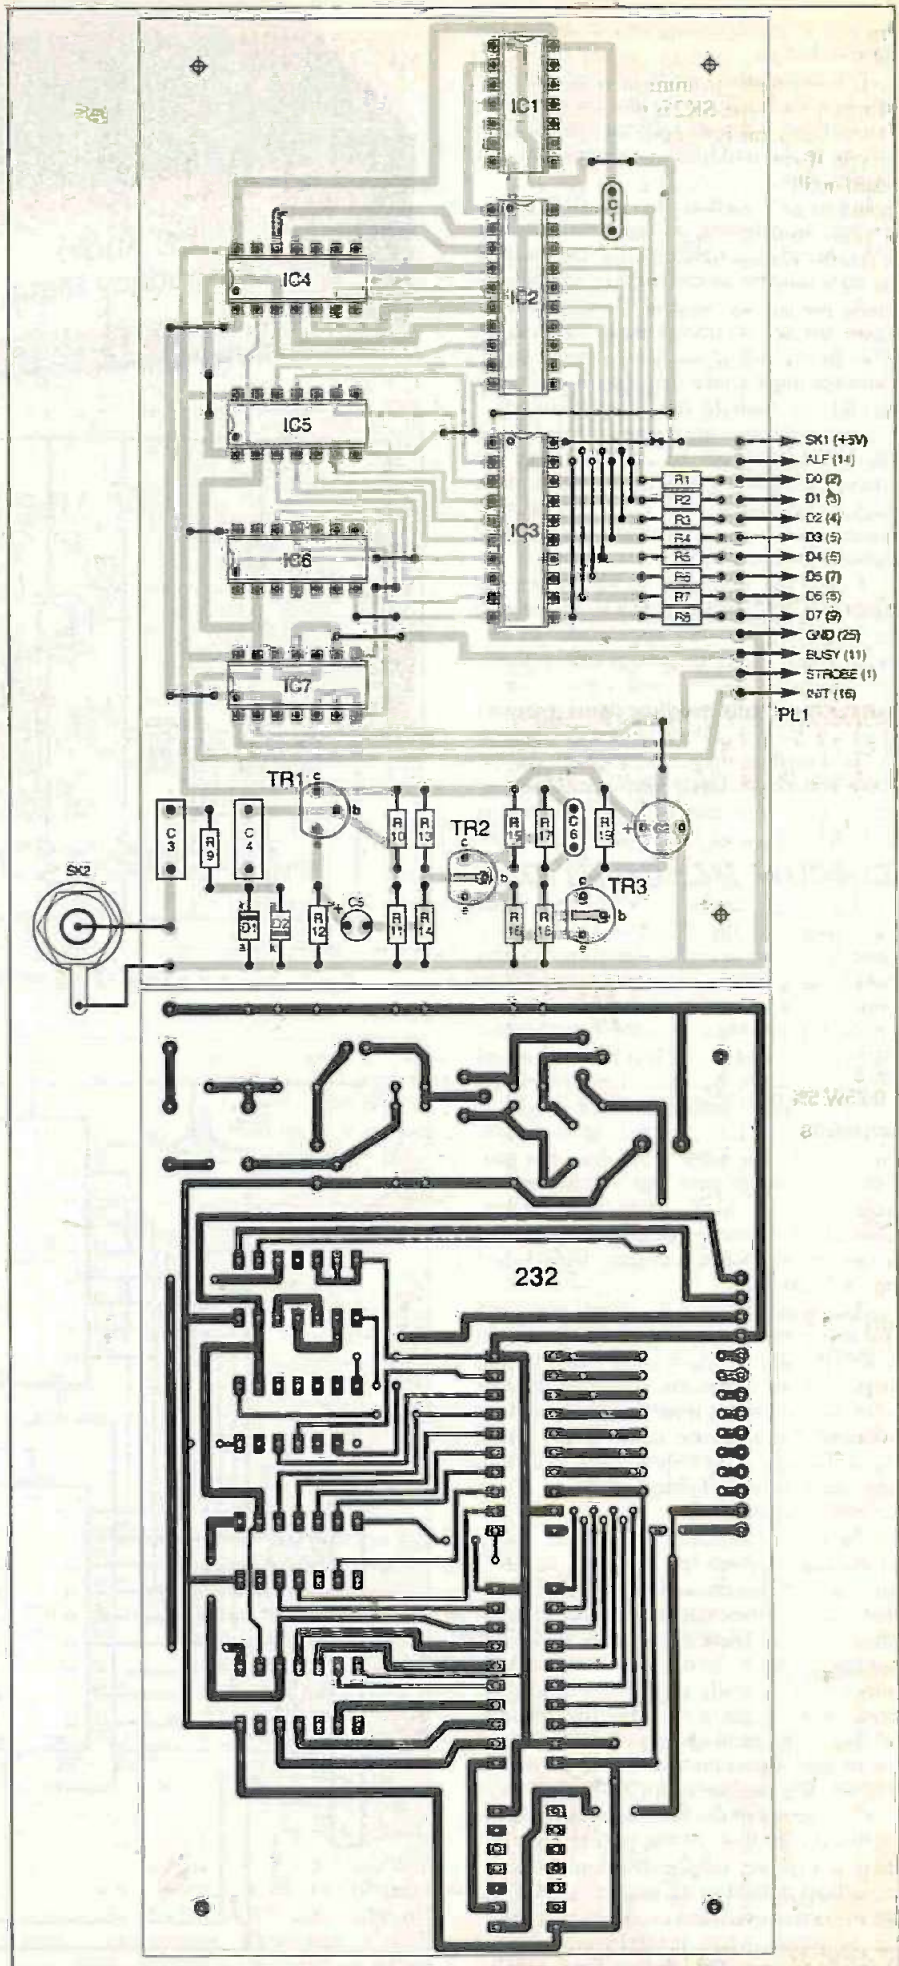 IC1
C1
IC4
IC2
IC5
SK1 (+5V)
ALF (14)
D0 (2)
R1
D1 (3)
R2
D2 (4)
R3
IC3
D3 (5)
R4
D4 (6)
R5
IC6
D5 (7)
R6
D6 (8)
R7
D7 (9)
R8
GND (25)
BUSY (11)
STROBE (1)
IC7
INIT (16)
PL1
TR1
c
b
e
C3
R9
C4
R10
R13
TR2
c
b
e
R15
R17
C6
R19
+ C2
SK2
TR3
c
b
e
D1
a
k
D2
k
R12
+
C5
R11
R14
R16
R18
232